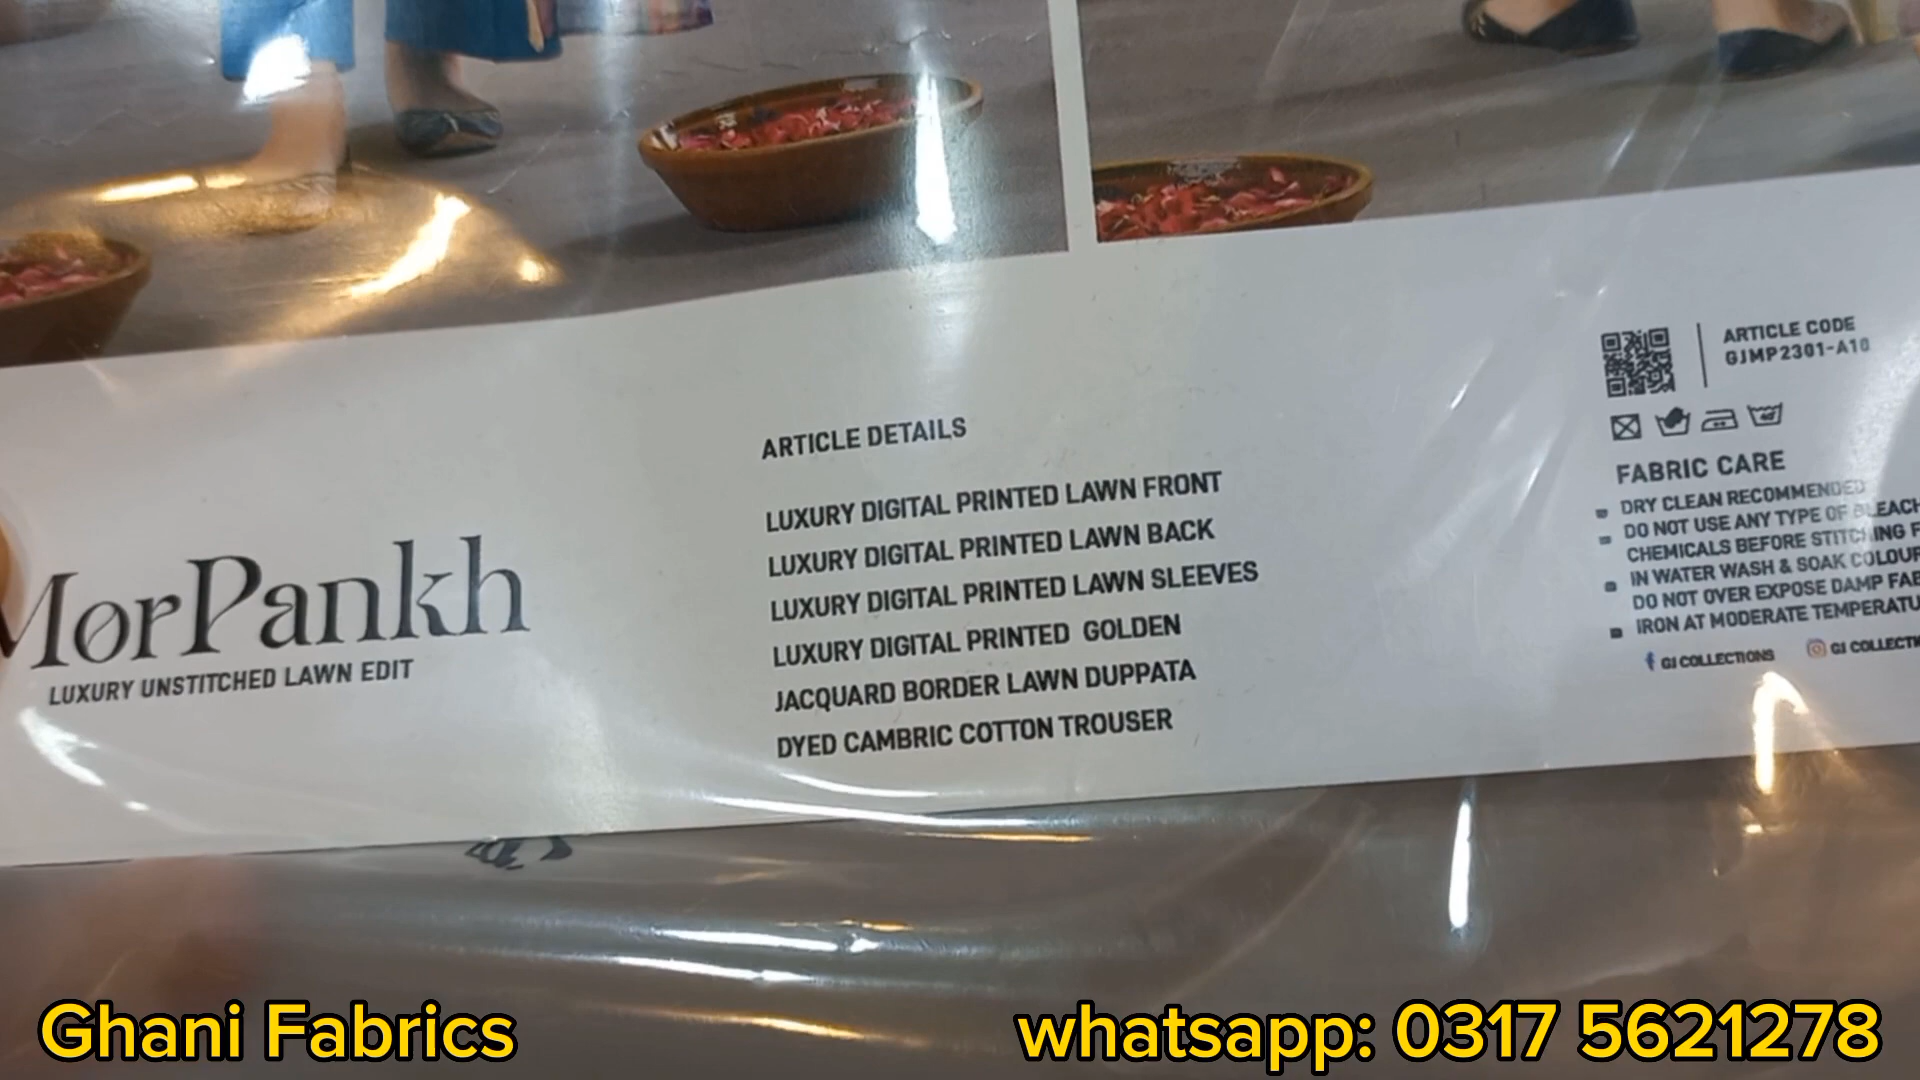 MorPankh
LUXURY UNSTITCHED LAWN EDIT
ARTICLE DETAILS
LUXURY DIGITAL PRINTED LAWN FRONT
LUXURY DIGITAL PRINTED LAWN BACK
LUXURY DIGITAL PRINTED LAWN SLEEVES
LUXURY DIGITAL PRINTED GOLDEN
JACQUARD BORDER LAWN DUPPATA
DYED CAMBRIC COTTON TROUSER
ARTICLE CODE
GJMP2301-A10
FABRIC CARE
DRY CLEAN RECOMMENDED
DO NOT USE ANY TYPE OF BLEACH
CHEMICALS BEFORE STITCHING
IN WATER WASH & SOAK
DO NOT OVER EXPOSE DAMP
IRON AT MODERATE
GJ COLLECTIONS
GJ
Ghani Fabrics
whatsapp: 0317 5621278